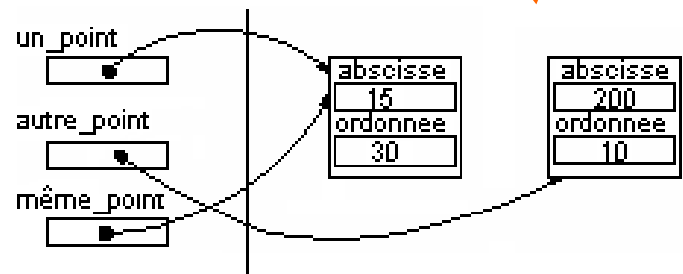 un_point
autre_point
même_point
abscisse
15
ordonnee
30
abscisse
200
ordonnee
10